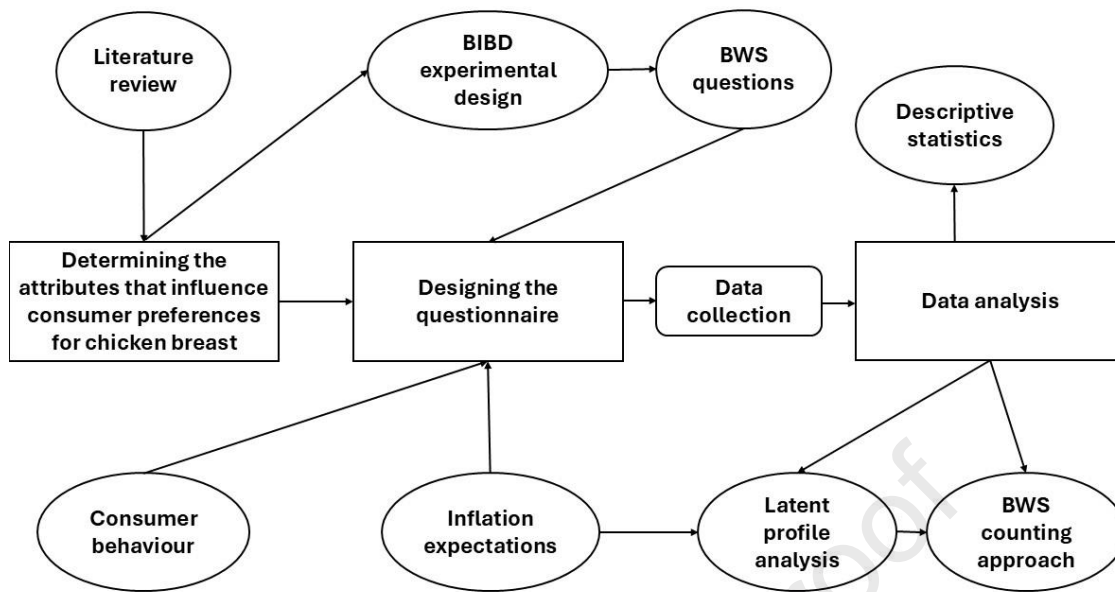 Literature
review
BIBD
experimental
design
BWS
questions
Descriptive
statistics
Determining the
attributes that influence
consumer preferences
for chicken breast
Designing the
questionnaire
Data
collection
Data analysis
Consumer
behaviour
Inflation
expectations
Latent
profile
analysis
BWS
counting
approach
roof